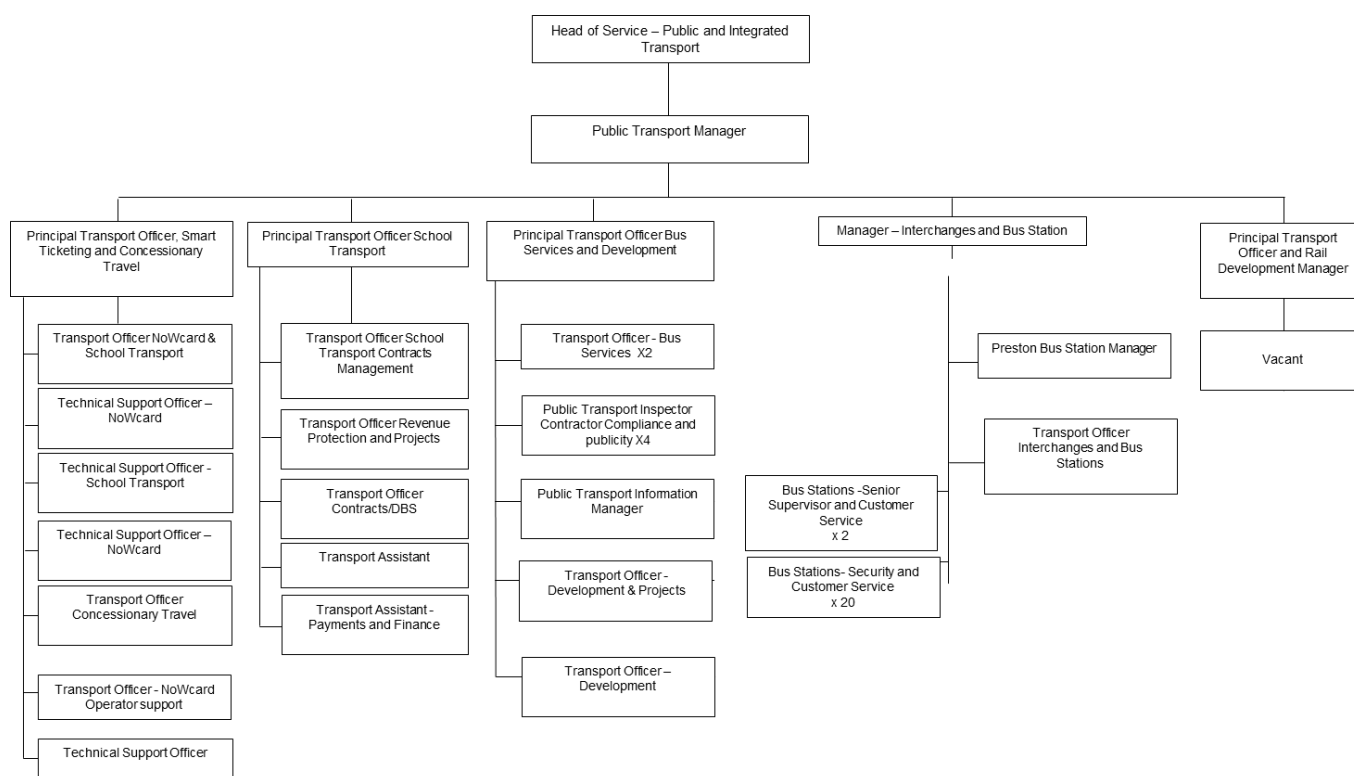 Head of Service – Public and Integrated
Transport
Public Transport Manager
Principal Transport Officer, Smart
Ticketing and Concessionary
Travel
Principal Transport Officer School
Transport
Principal Transport Officer Bus
Services and Development
Manager – Interchanges and Bus Station
Principal Transport
Officer and Rail
Development Manager
Transport Officer NoWcard &
School Transport
Technical Support Officer –
NoWcard
Technical Support Officer -
School Transport
Technical Support Officer –
NoWcard
Transport Officer
Concessionary Travel
Transport Officer - NoWcard
Operator support
Technical Support Officer
Transport Officer School
Transport Contracts
Management
Transport Officer Revenue
Protection and Projects
Transport Officer
Contracts/DBS
Transport Assistant
Transport Assistant -
Payments and Finance
Transport Officer - Bus
Services X2
Public Transport Inspector
Contractor Compliance and
publicity X4
Public Transport Information
Manager
Transport Officer -
Development & Projects
Transport Officer –
Development
Preston Bus Station Manager
Transport Officer
Interchanges and Bus
Stations
Bus Stations -Senior
Supervisor and Customer
Service
x 2
Bus Stations- Security and
Customer Service
x 20
Vacant